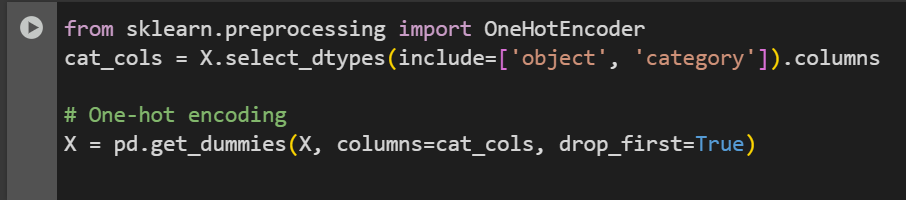 from sklearn.preprocessing import OneHotEncoder
cat_cols = X.select_dtypes(include=['object', 'category']).columns
# One-hot encoding
X = pd.get_dummies(X, columns=cat_cols, drop_first=True)